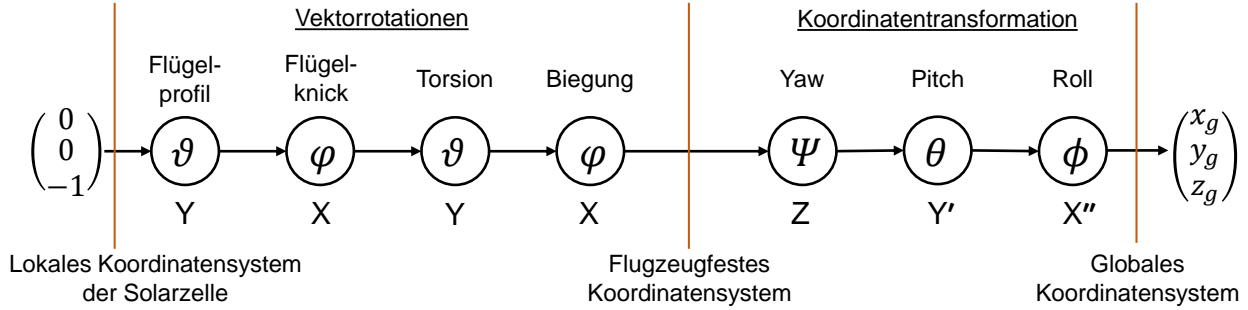 Vektorrotationen
Koordinatentransformation
Flügel-
profil
Flügel-
knick
Torsion
Biegung
Yaw
Pitch
Roll
0
0
−1
ϑ
φ
ϑ
φ
Ψ
θ
ϕ
x_g
y_g
z_g
Y
X
Y
X
Z
Y'
X"
Lokales Koordinatensystem
der Solarzelle
Flugzeugfestes
Koordinatensystem
Globales
Koordinatensystem